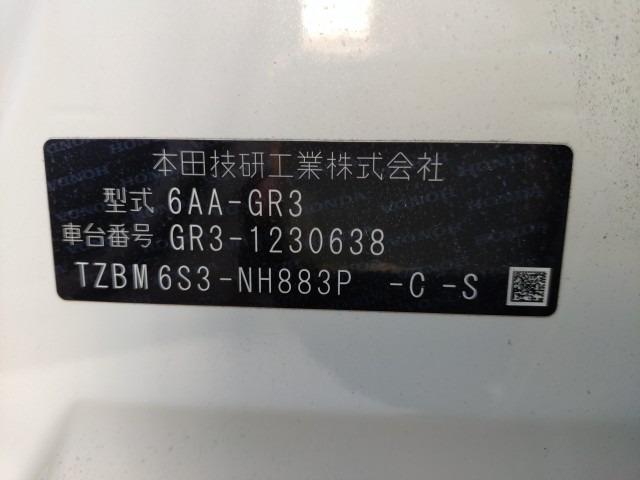 本田技研工業株式会社
型式 6AA-GR3
車台番号 GR3-1230638
TZBM6S3-NH883P -C -S